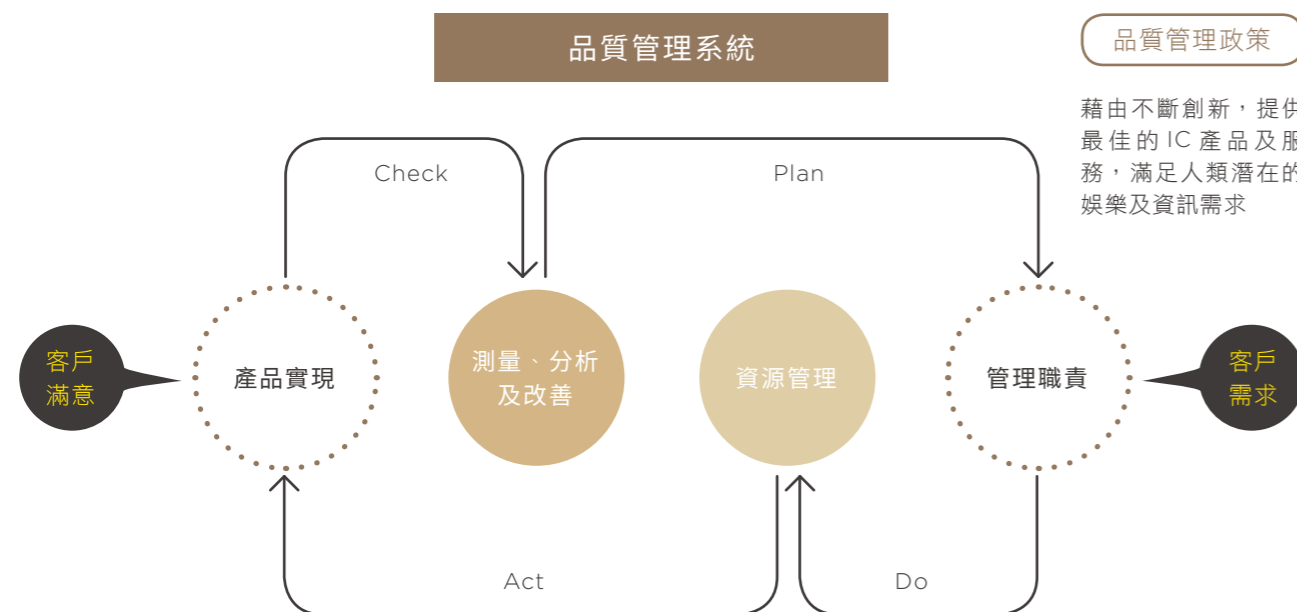 品質管理系統
品質管理政策
藉由不斷創新，提供
最佳的 IC 產品及服
務，滿足人類潛在的
娛樂及資訊需求
Check
Plan
客戶
滿意
產品實現
測量、分析
及改善
資源管理
管理職責
客戶
需求
Act
Do